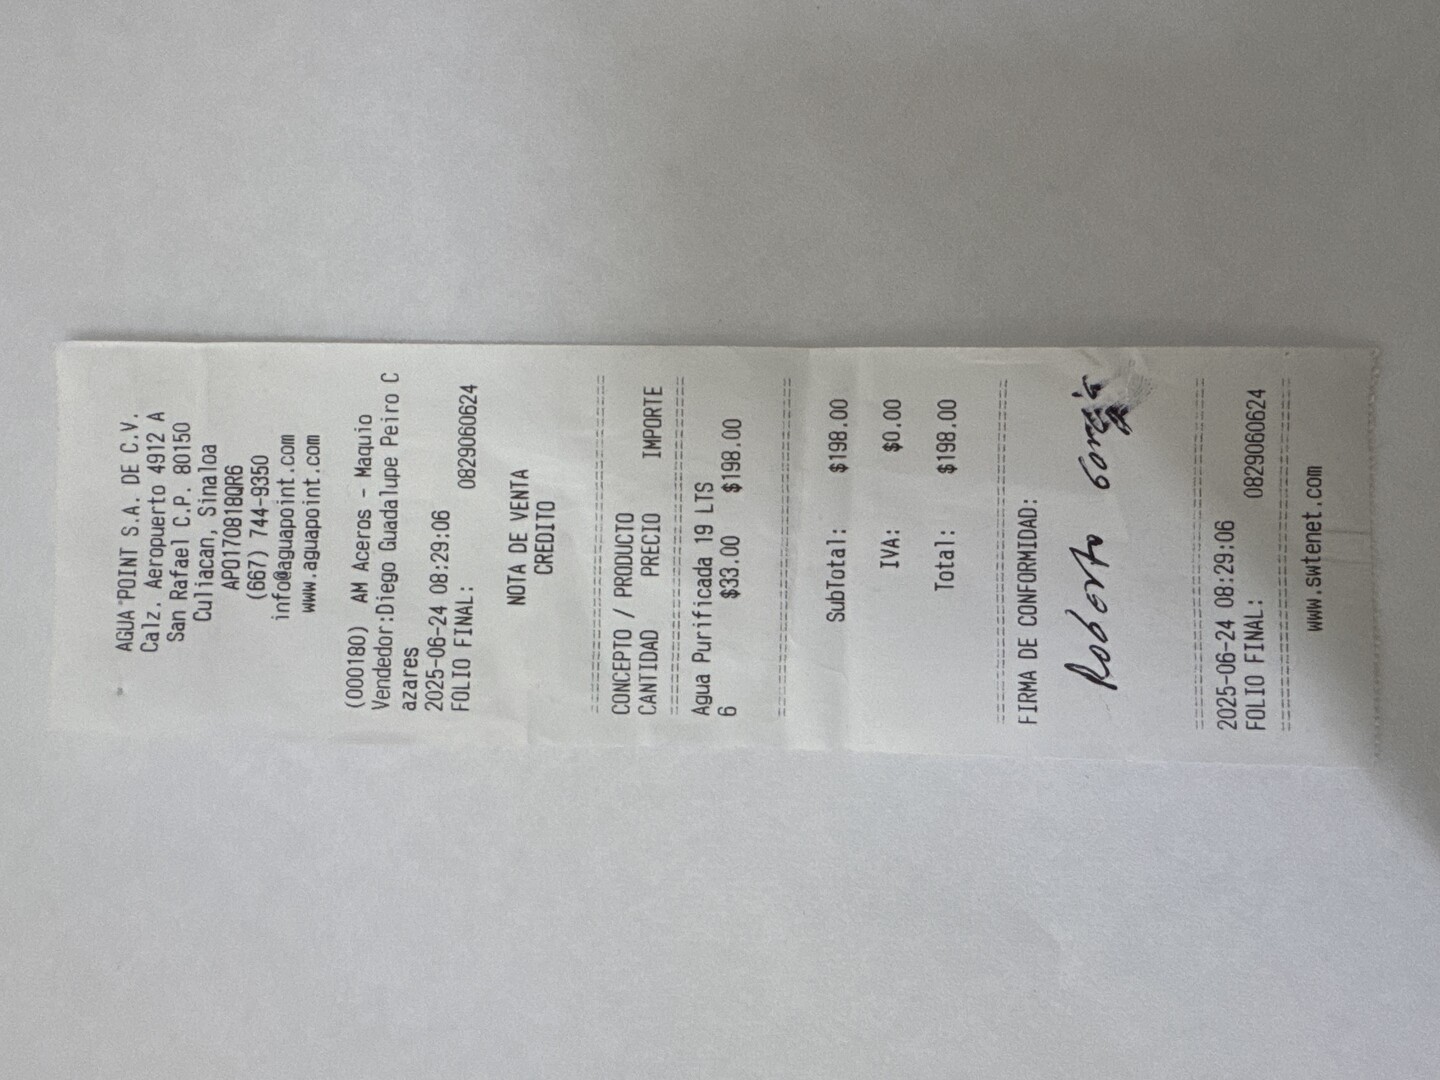 AGUA POINT S.A. DE C.V.
Calz. Aeropuerto 4912 A
San Rafael C.P. 80150
Culiacan, Sinaloa
APO170818QR6
(667) 744-9350
info@aguapoint.com
www.aguapoint.com
(000180) AM Aceros - Maquio
Vendedor:Diego Guadalupe Peiro C
azares
2025-06-24 08:29:06
FOLIO FINAL: 0829060624
NOTA DE VENTA
CREDITO
CONCEPTO / PRODUCTO
CANTIDAD PRECIO IMPORTE
Agua Purificada 19 LTS
6 $33.00 $198.00
SubTotal: $198.00
IVA: $0.00
Total: $198.00
FIRMA DE CONFORMIDAD:
Roberto
2025-06-24 08:29:06
FOLIO FINAL: 0829060624
www.swtenet.com